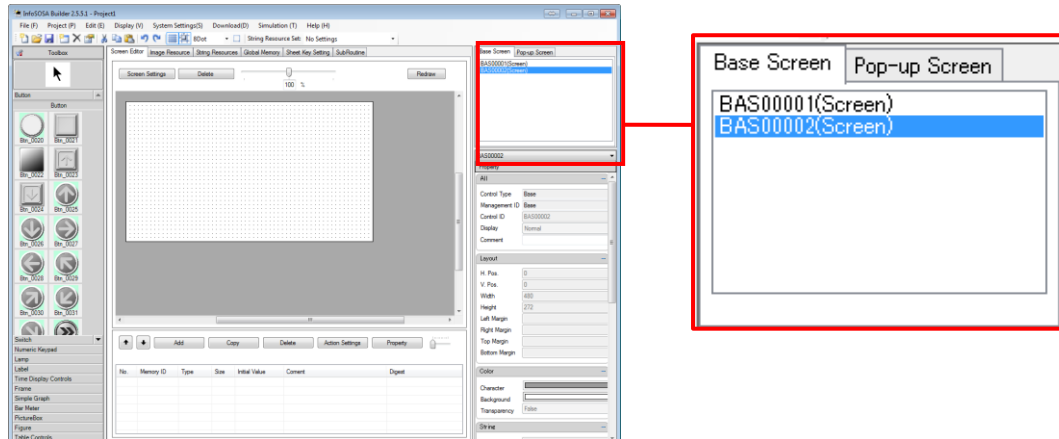 InfoSOSA Builder 2.5.5.1 - Project1
File (F) Project (P) Edit (E) Display (V) System Settings(S) Download(D) Simulation (T) Help (H)
8Dot String Resource Set: No Settings
Toolbox
Button
Button
Btn_0020 Btn_0021
Btn_0022 Btn_0023
Btn_0024 Btn_0025
Btn_0026 Btn_0027
Btn_0028 Btn_0029
Btn_0030 Btn_0031
Switch
Numeric Keypad
Lamp
Label
Time Display Controls
Frame
Simple Graph
Bar Meter
PictureBox
Figure
Table Controls
Screen Editor Image Resource String Resources Global Memory Sheet Key Setting SubRoutine
Screen Settings Delete Redraw
100 %
Add Copy Delete Action Settings Property
No. Memory ID Type Size Initial Value Coment Digest
Base Screen Pop-up Screen
BAS00001(Screen)
BAS00002(Screen)
BAS00002
Property
All
Control Type Base
Management ID Base
Control ID BAS00002
Display Normal
Comment
Layout
H. Pos. 0
V. Pos. 0
Width 480
Height 272
Left Margin
Right Margin
Top Margin
Bottom Margin
Color
Character
Background
Transparency False
String
Base Screen Pop-up Screen
BAS00001(Screen)
BAS00002(Screen)